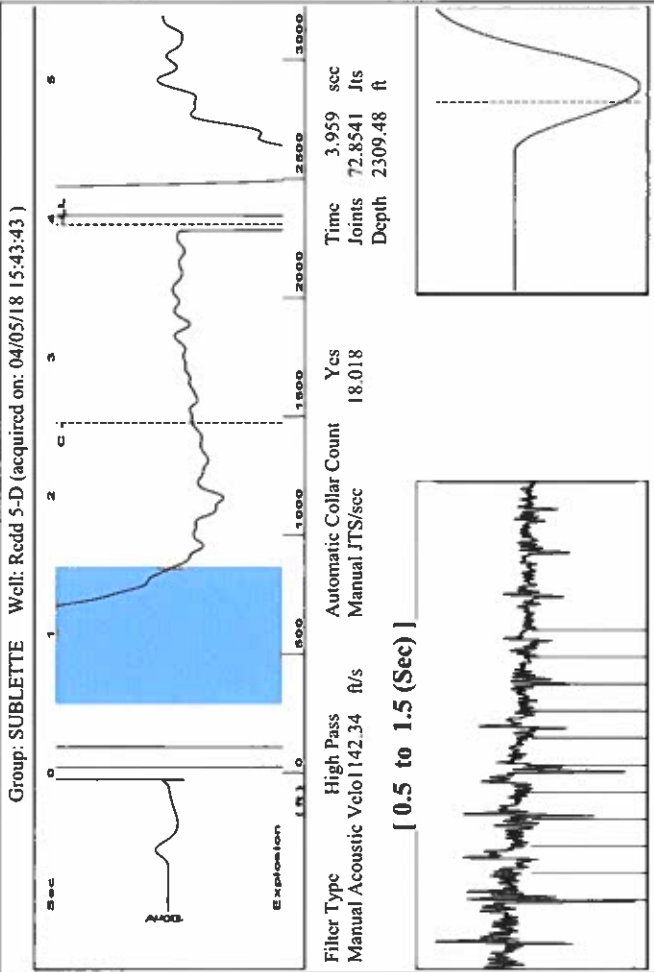 Group: SUBLETTE Well: Redd 5-D (acquired on: 04/05/18 15:43:43 )
Sec 0 1 2 3 4 5
C LL
Explosion
(ft) 0 500 1000 1500 2000 2500 3000
Filter Type High Pass Automatic Collar Count Yes Time 3.959 sec
Manual Acoustic Velo1142.34 ft/s Manual JTS/sec 18.018 Joints 72.8541 Jts
Depth 2309.48 ft
[ 0.5 to 1.5 (Sec) ]